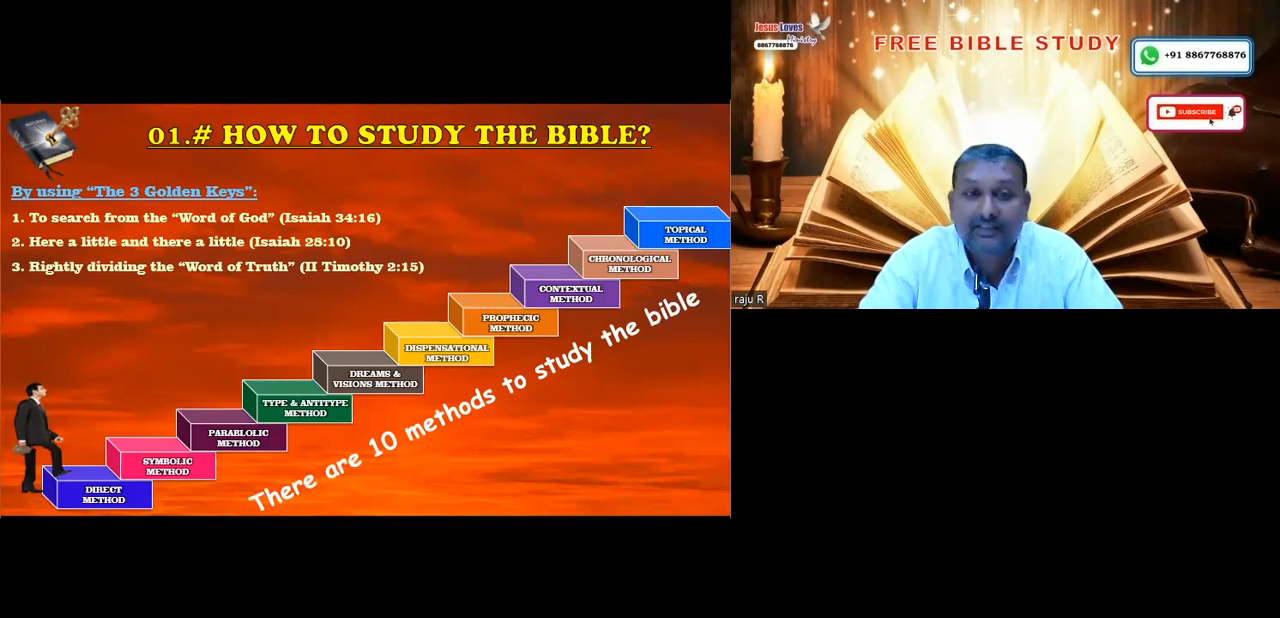 01.# HOW TO STUDY THE BIBLE?
By using “The 3 Golden Keys”:
1. To search from the “Word of God” (Isaiah 34:16)
2. Here a little and there a little (Isaiah 28:10)
3. Rightly dividing the “Word of Truth” (II Timothy 2:15)
TOPICAL
METHOD
CHRONOLOGICAL
METHOD
CONTEXTUAL
METHOD
PROPHECIC
METHOD
DISPENSATIONAL
METHOD
DREAMS &
VISIONS METHOD
TYPE & ANTITYPE
METHOD
PARABLOLIC
METHOD
SYMBOLIC
METHOD
DIRECT
METHOD
There are 10 methods to study the bible
Jesus Loves
Ministry
8867768876
FREE BIBLE STUDY
+91 8867768876
SUBSCRIBE
raju R